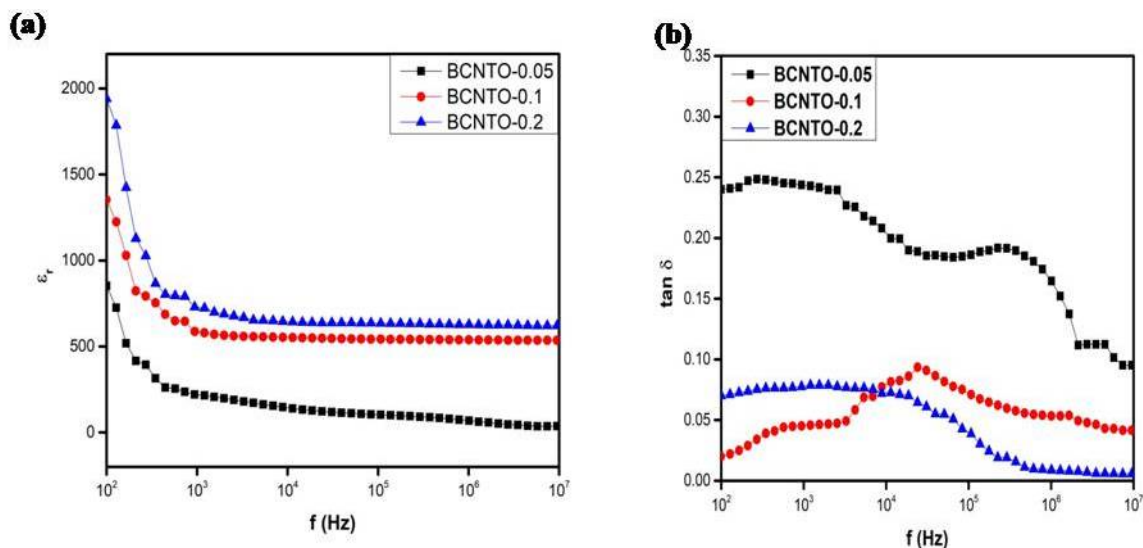 (a)
BCNTO-0.05
BCNTO-0.1
BCNTO-0.2
2000
1500
1000
500
0
εr
10² 10³ 10⁴ 10⁵ 10⁶ 10⁷
f (Hz)
(b)
BCNTO-0.05
BCNTO-0.1
BCNTO-0.2
0.35
0.30
0.25
0.20
0.15
0.10
0.05
0.00
tan δ
10² 10³ 10⁴ 10⁵ 10⁶ 10⁷
f (Hz)